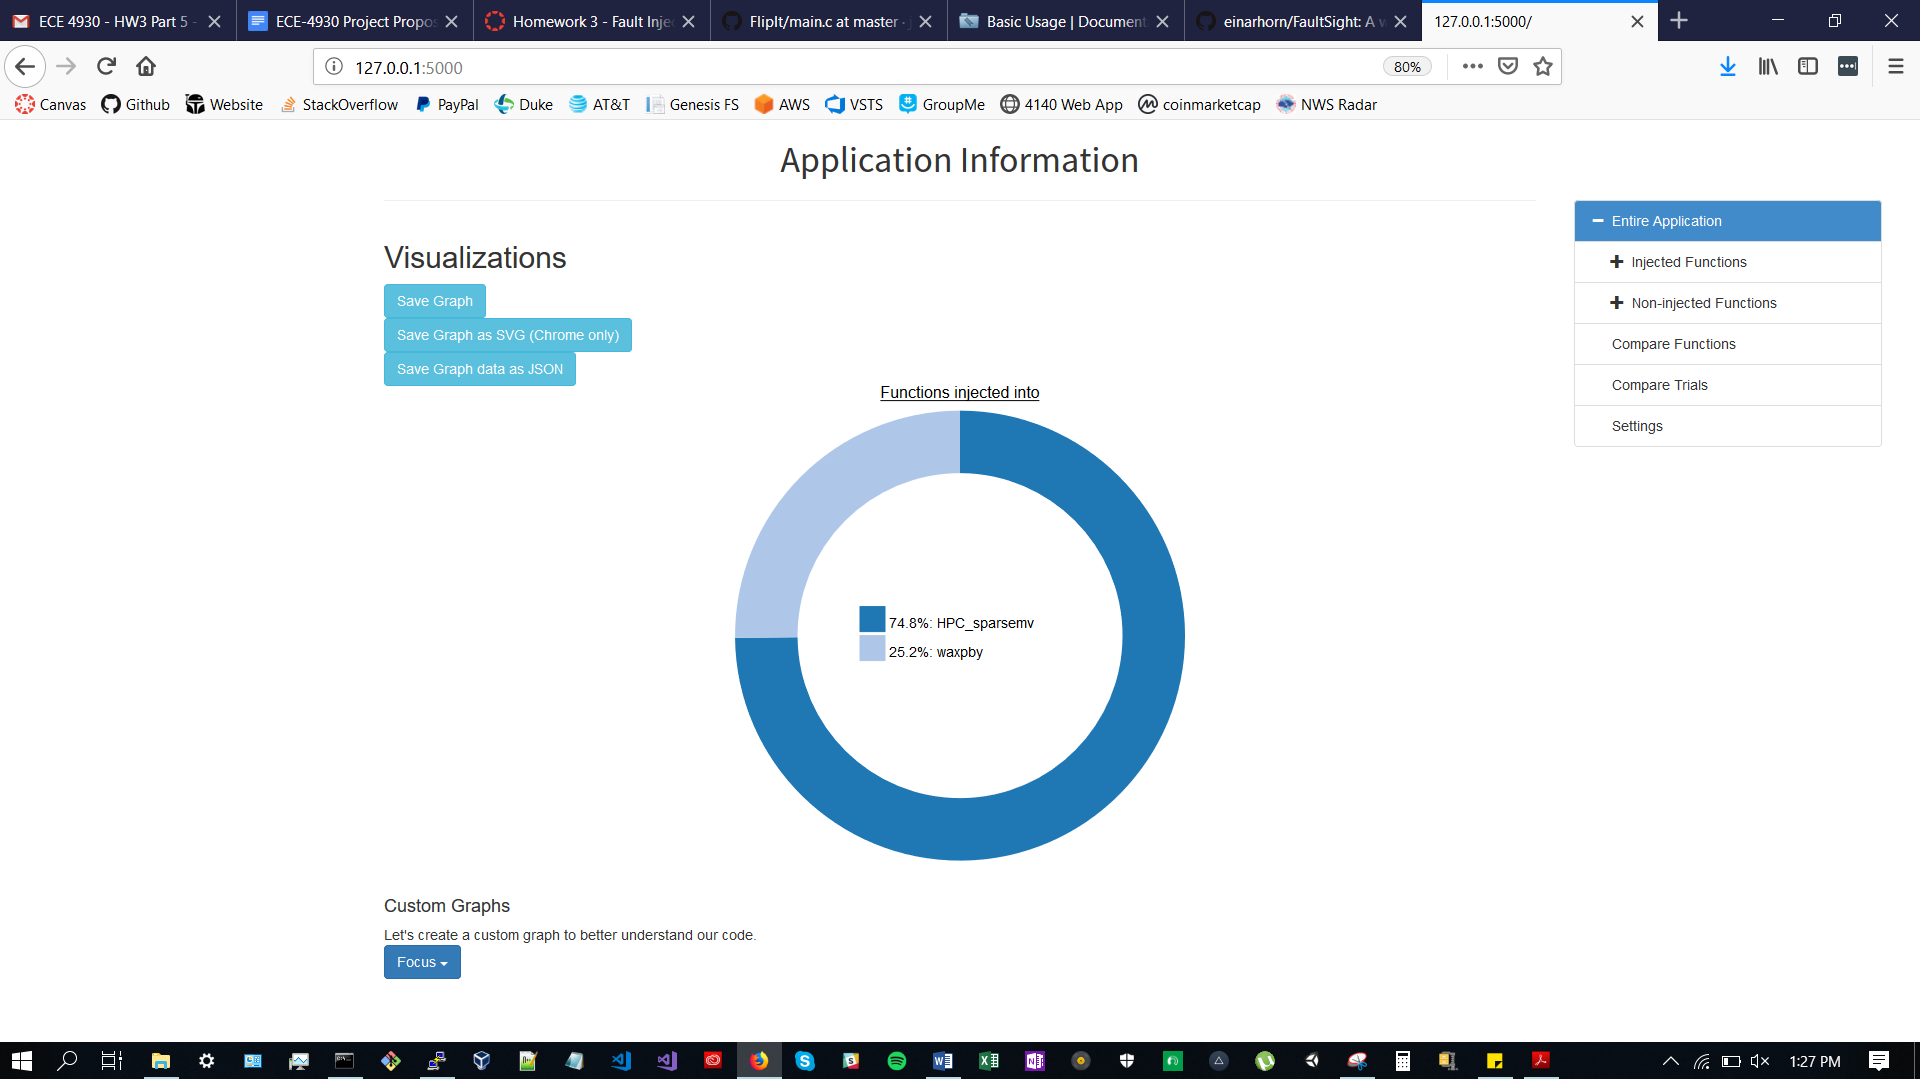 ECE 4930 - HW3 Part 5 -
ECE-4930 Project Propos
Homework 3 - Fault Injec
FlipIt/main.c at master ·
Basic Usage | Document
einarhorn/FaultSight: A w
127.0.0.1:5000/
127.0.0.1:5000
80%
Canvas
Github
Website
StackOverflow
PayPal
Duke
AT&T
Genesis FS
AWS
VSTS
GroupMe
4140 Web App
coinmarketcap
NWS Radar
Application Information
Entire Application
Injected Functions
Non-injected Functions
Compare Functions
Compare Trials
Settings
Visualizations
Save Graph
Save Graph as SVG (Chrome only)
Save Graph data as JSON
Functions injected into
74.8%: HPC_sparsemv
25.2%: waxpby
Custom Graphs
Let's create a custom graph to better understand our code.
Focus
1:27 PM